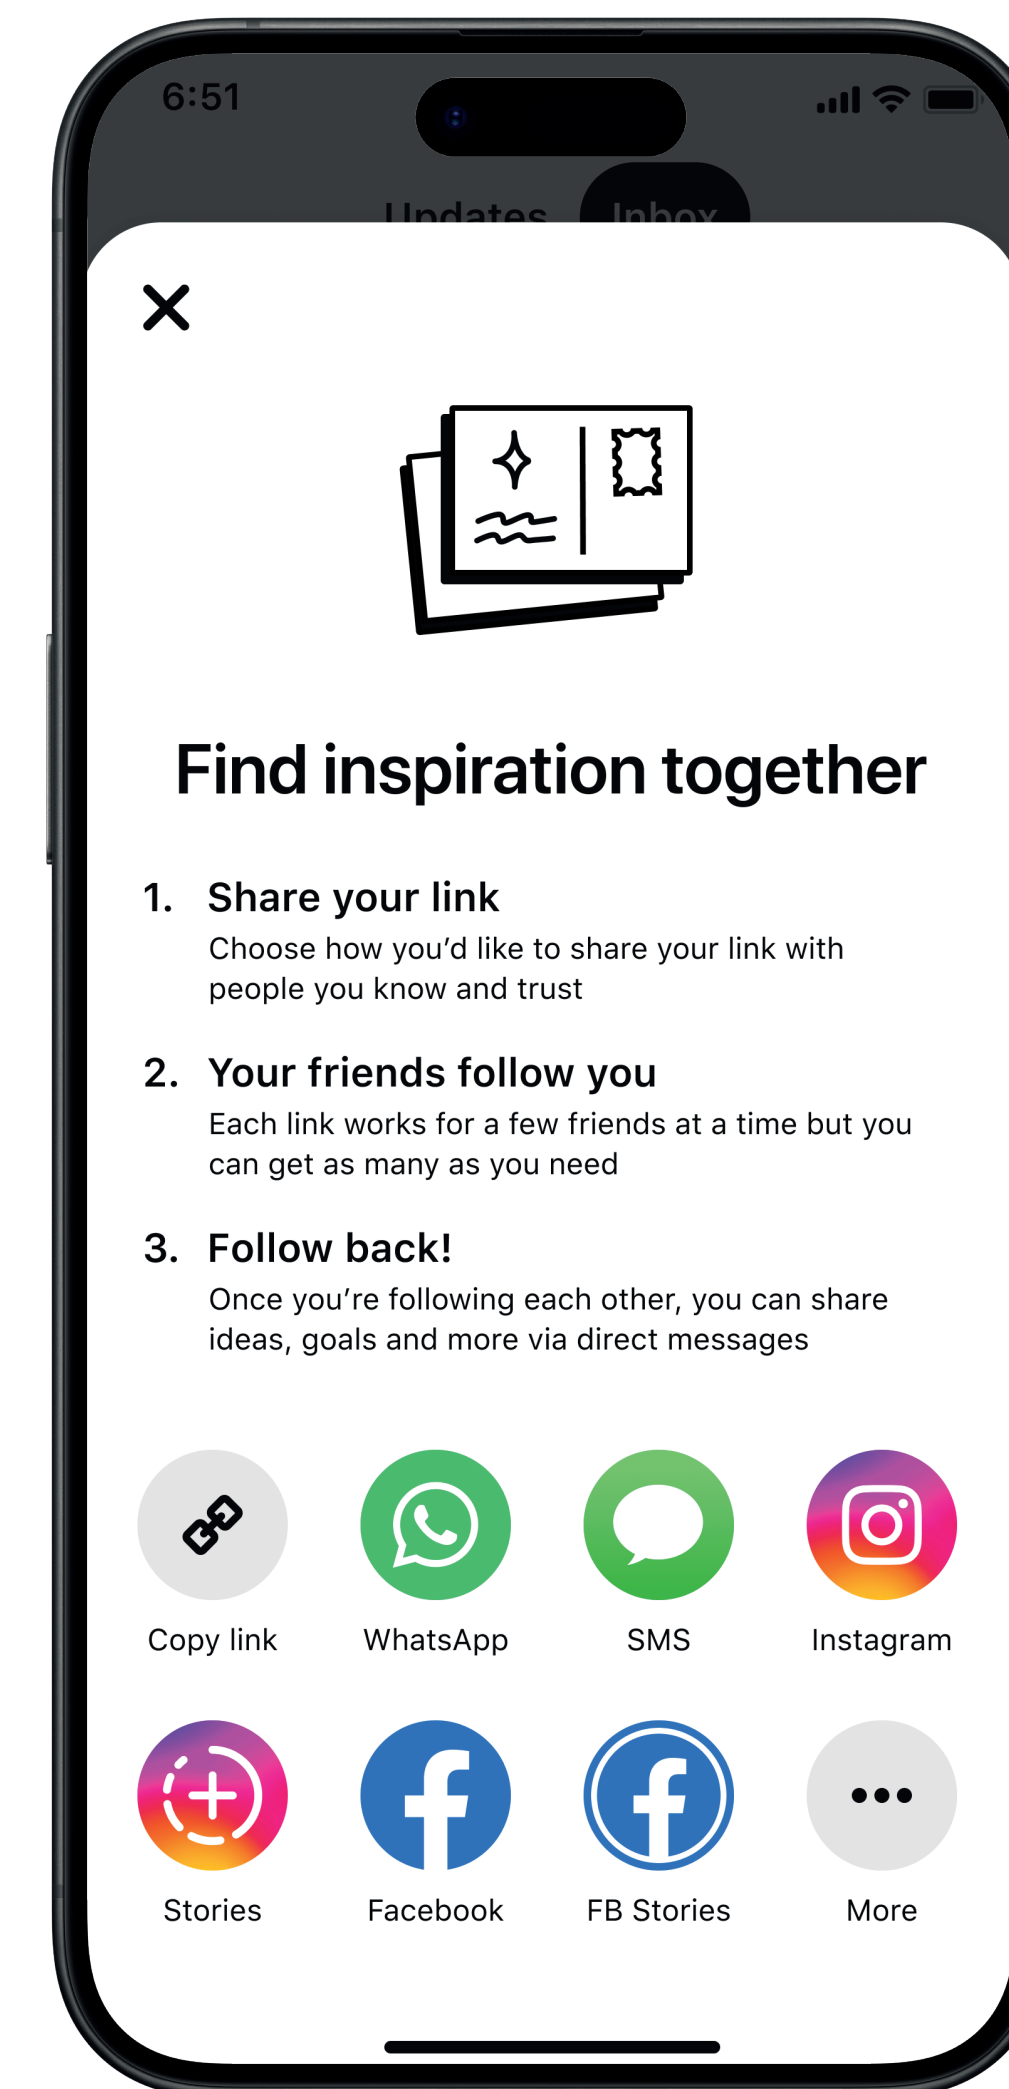 6:51
Updates Inbox
Find inspiration together
1. Share your link
Choose how you’d like to share your link with
people you know and trust
2. Your friends follow you
Each link works for a few friends at a time but you
can get as many as you need
3. Follow back!
Once you’re following each other, you can share
ideas, goals and more via direct messages
Copy link WhatsApp SMS Instagram
Stories Facebook FB Stories More